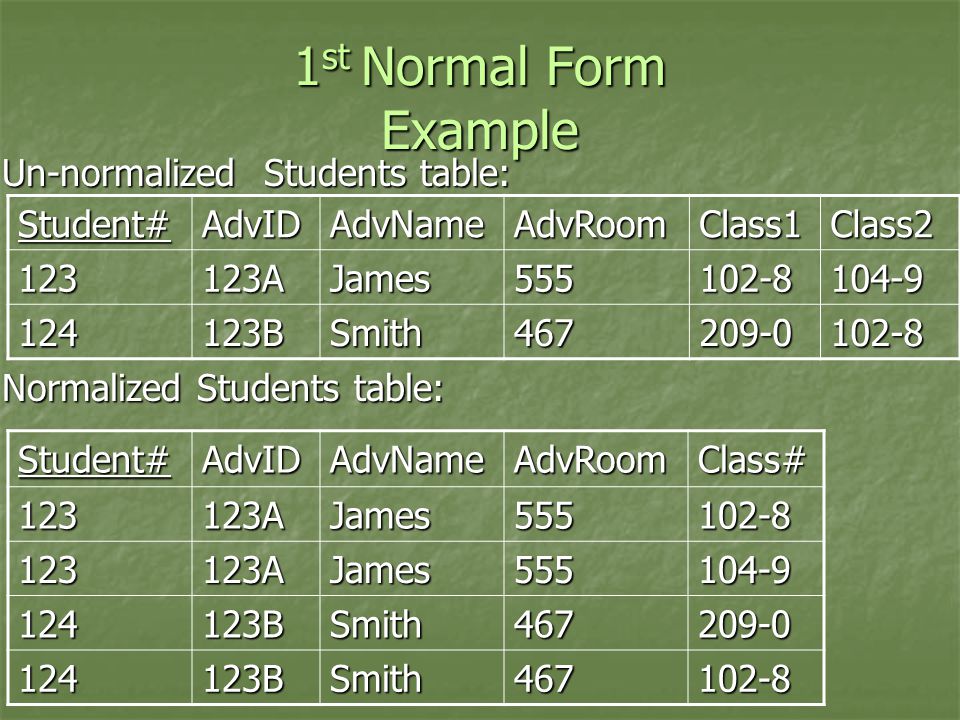 1st Normal Form
Example
Un-normalized Students table:
Student# AdvID AdvName AdvRoom Class1 Class2
123 123A James 555 102-8 104-9
124 123B Smith 467 209-0 102-8
Normalized Students table:
Student# AdvID AdvName AdvRoom Class#
123 123A James 555 102-8
123 123A James 555 104-9
124 123B Smith 467 209-0
124 123B Smith 467 102-8